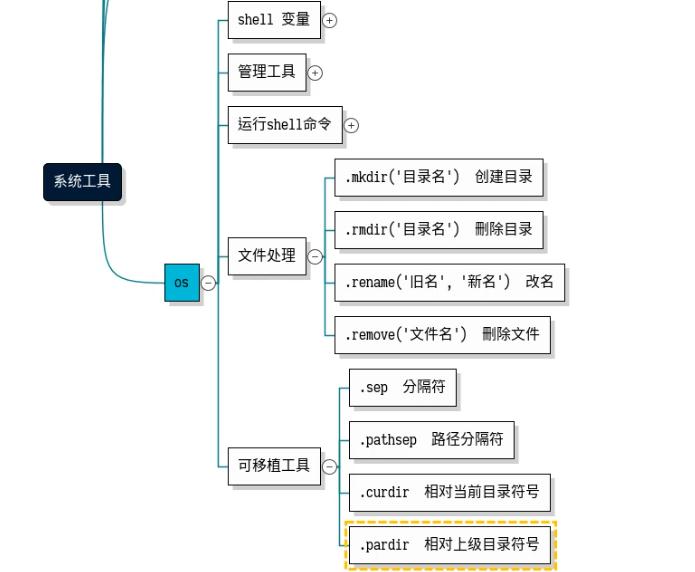 shell 变量
管理工具
运行shell命令
系统工具
.mkdir('目录名') 创建目录
.rmdir('目录名') 刪除目录
文件处理
os
.rename('旧名', '新名') 改名
.remove('文件名') 刪除文件
.sep 分隔符
.pathsep 路径分隔符
可移植工具
.curdir 相对当前目录符号
.pardir 相对上级目录符号